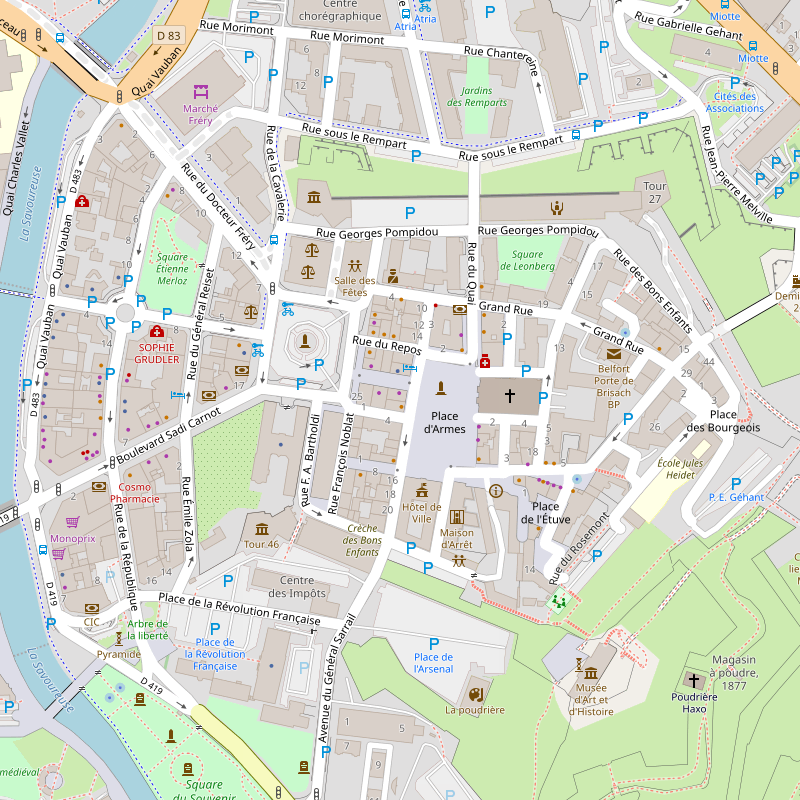 Centre
chorégraphique
Atria
Atria
Miotte
Miotte
Rue Gabrielle Gehant
D 83
Quai Vauban
Rue Morimont
Rue Morimont
Rue Chantereine
12
6
8
4
2
Jardins
des Remparts
Cités des
Associations
Marché
Fréry
Quai Charles Vallet
La Savoureuse
D 483
Quai Vauban
Rue de la Cavalerie
Rue sous le Rempart
Rue sous le Rempart
Rue Jean-Pierre Melville
Rue du Docteur Fréry
Tour
27
Rue Georges Pompidou
Rue Georges Pompidou
Square
de Leonberg
Rue des Bons Enfants
Square
Étienne
Merloz
Rue du Général Reiset
Salle des
Fêtes
Rue du Quai
Grand Rue
Grand Rue
Quai Vauban
SOPHIE
GRUDLER
Rue du Repos
Belfort
Porte de
Brisach
BP
D 483
Place
d'Armes
Place
des Bourgeois
Boulevard Sadi Carnot
Rue F. A. Bartholdi
Rue François Noblat
École Jules
Heidet
P. E. Géhant
Cosmo
Pharmacie
Monoprix
Rue de la République
Rue Émile Zola
Tour 46
Crèche
des Bons
Enfants
Hôtel de
Ville
Maison
d'Arrêt
Place
de l'Étuve
Rue du Rosemont
D 419
Centre
des Impôts
Place de la Révolution Française
CIC
Arbre de
la liberté
Pyramide
Place de
la Révolution
Française
Place de
l'Arsenal
Avenue du Général Sarrail
La poudrière
Musée
d'Art et
d'Histoire
Magasin
à poudre,
1877
Poudrière
Haxo
La Savoureuse
D 419
Square
du Souvenir
médiéval